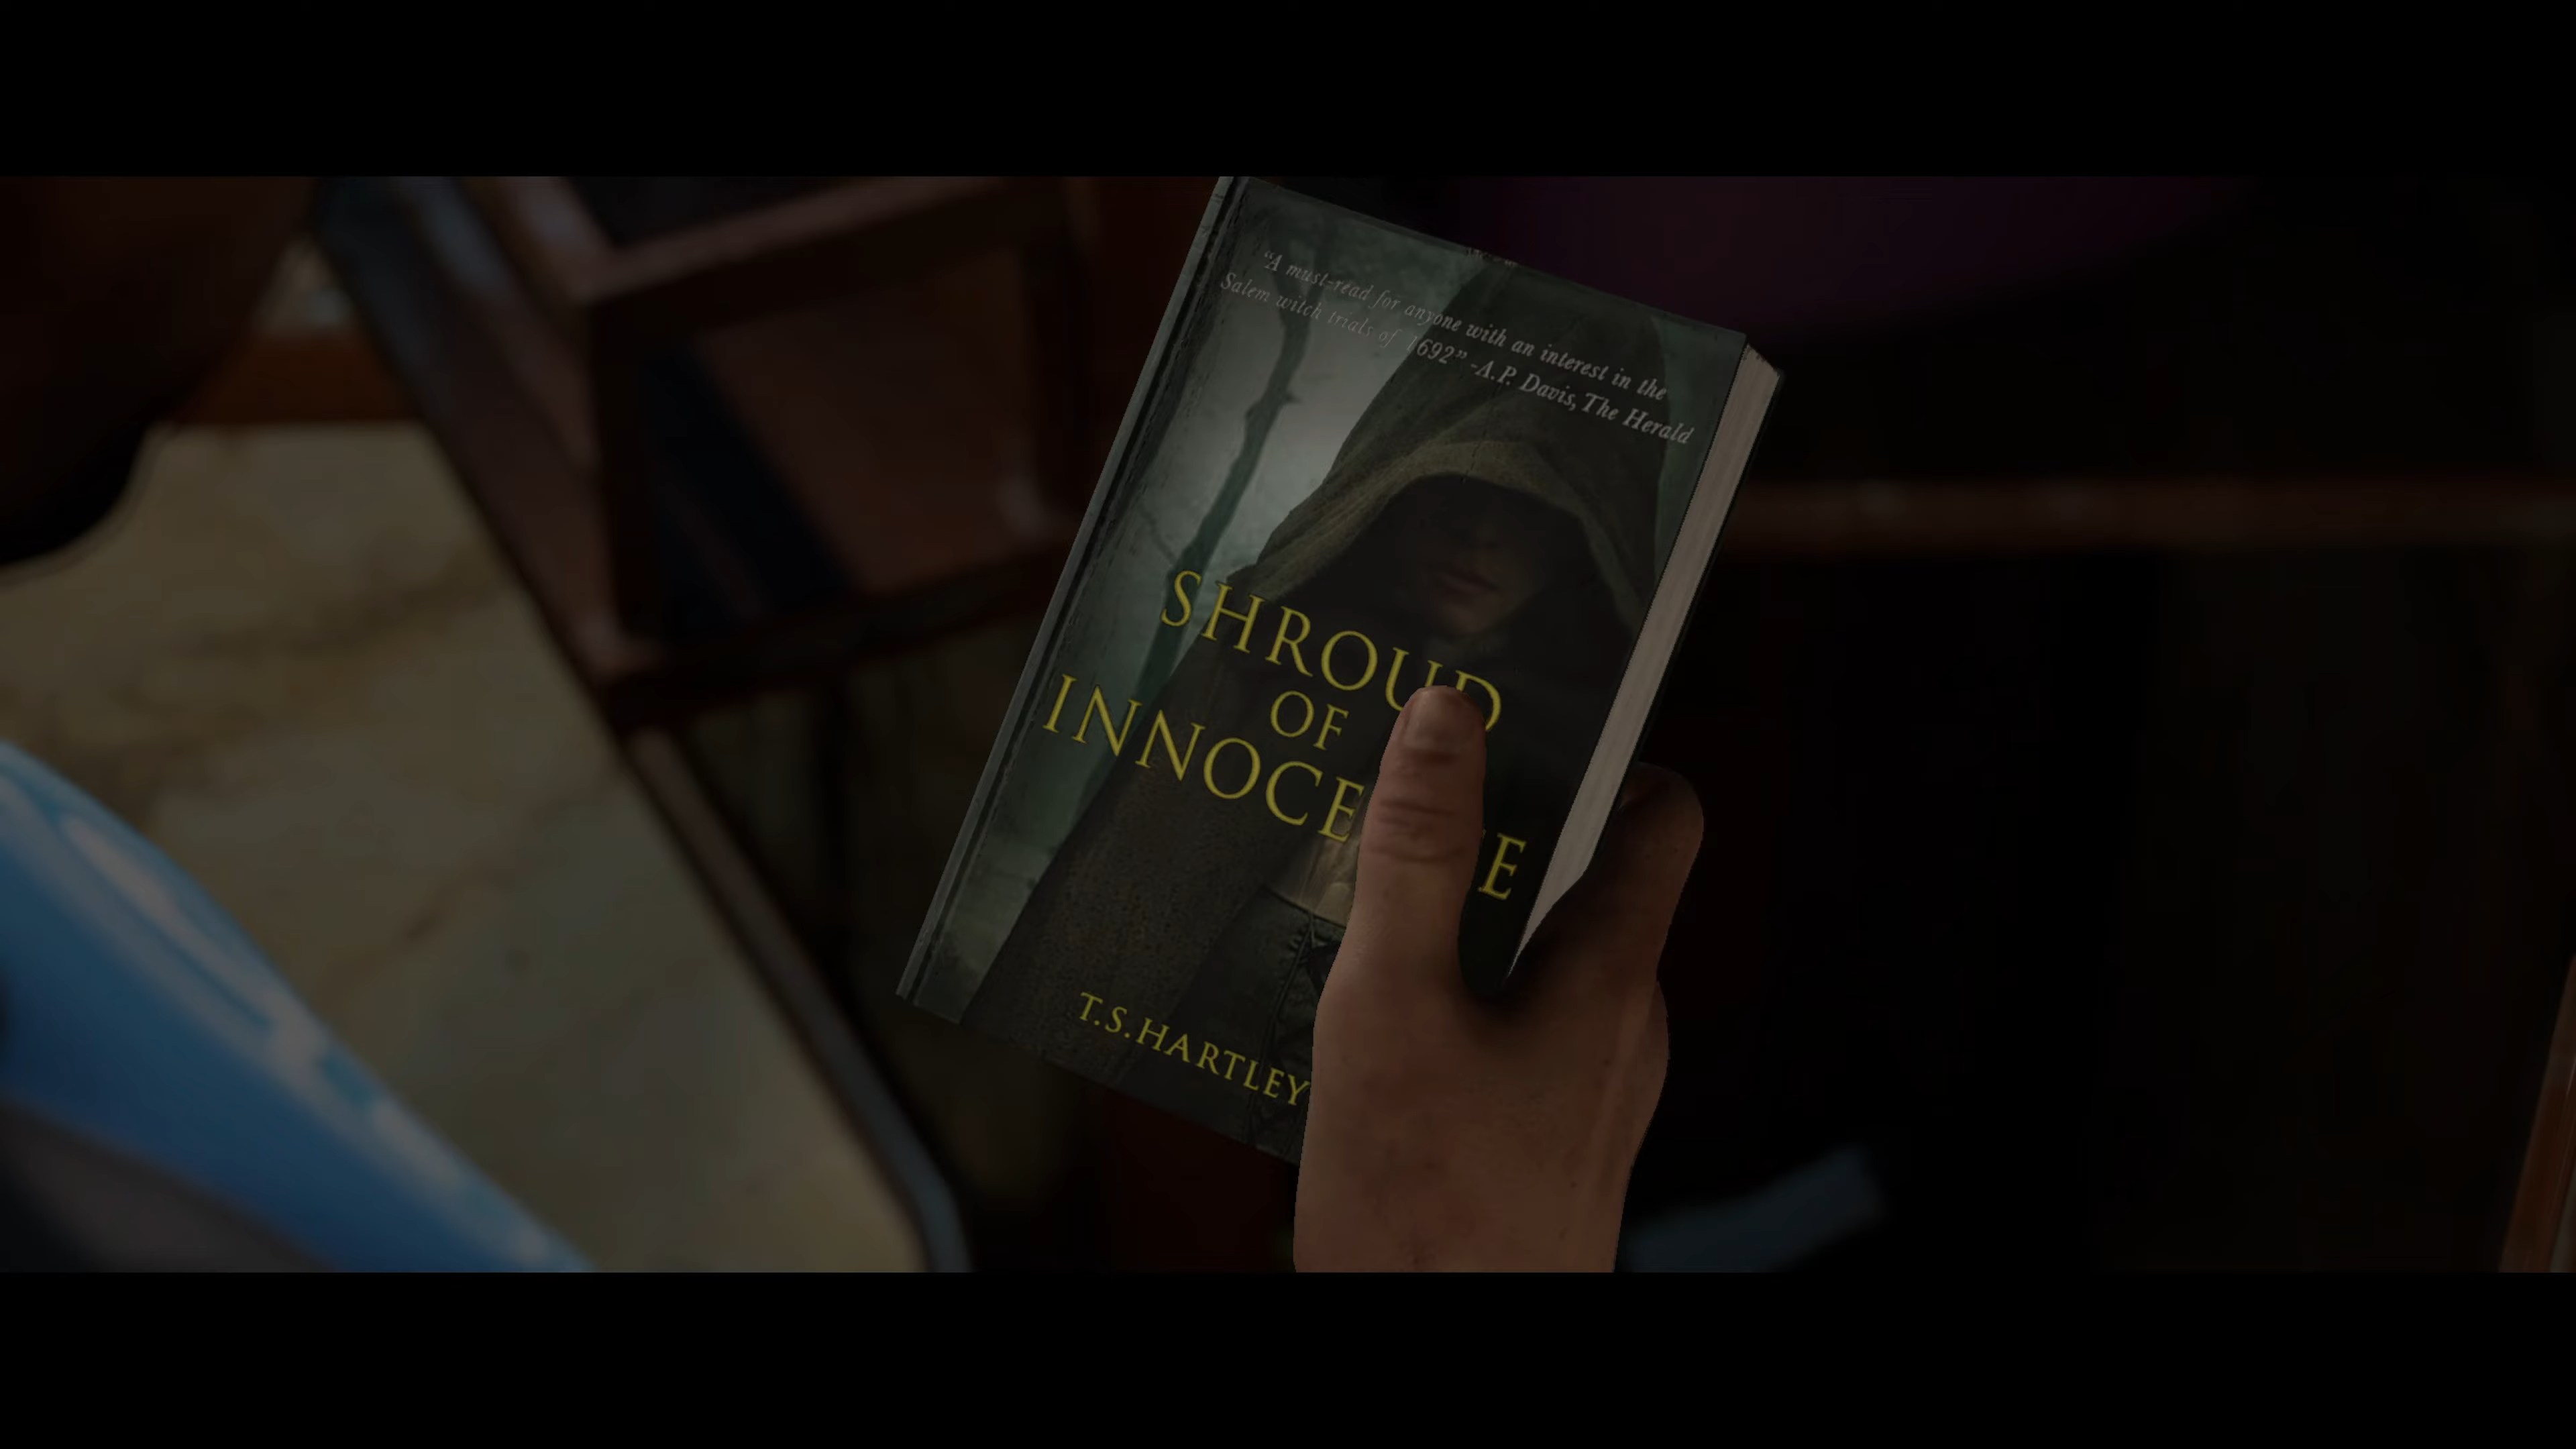 “A must-read for anyone with an interest in the
Salem witch trials of 1692” -A.P. Davis, The Herald
SHROUD
OF
INNOCE E
T.S.HARTLEY